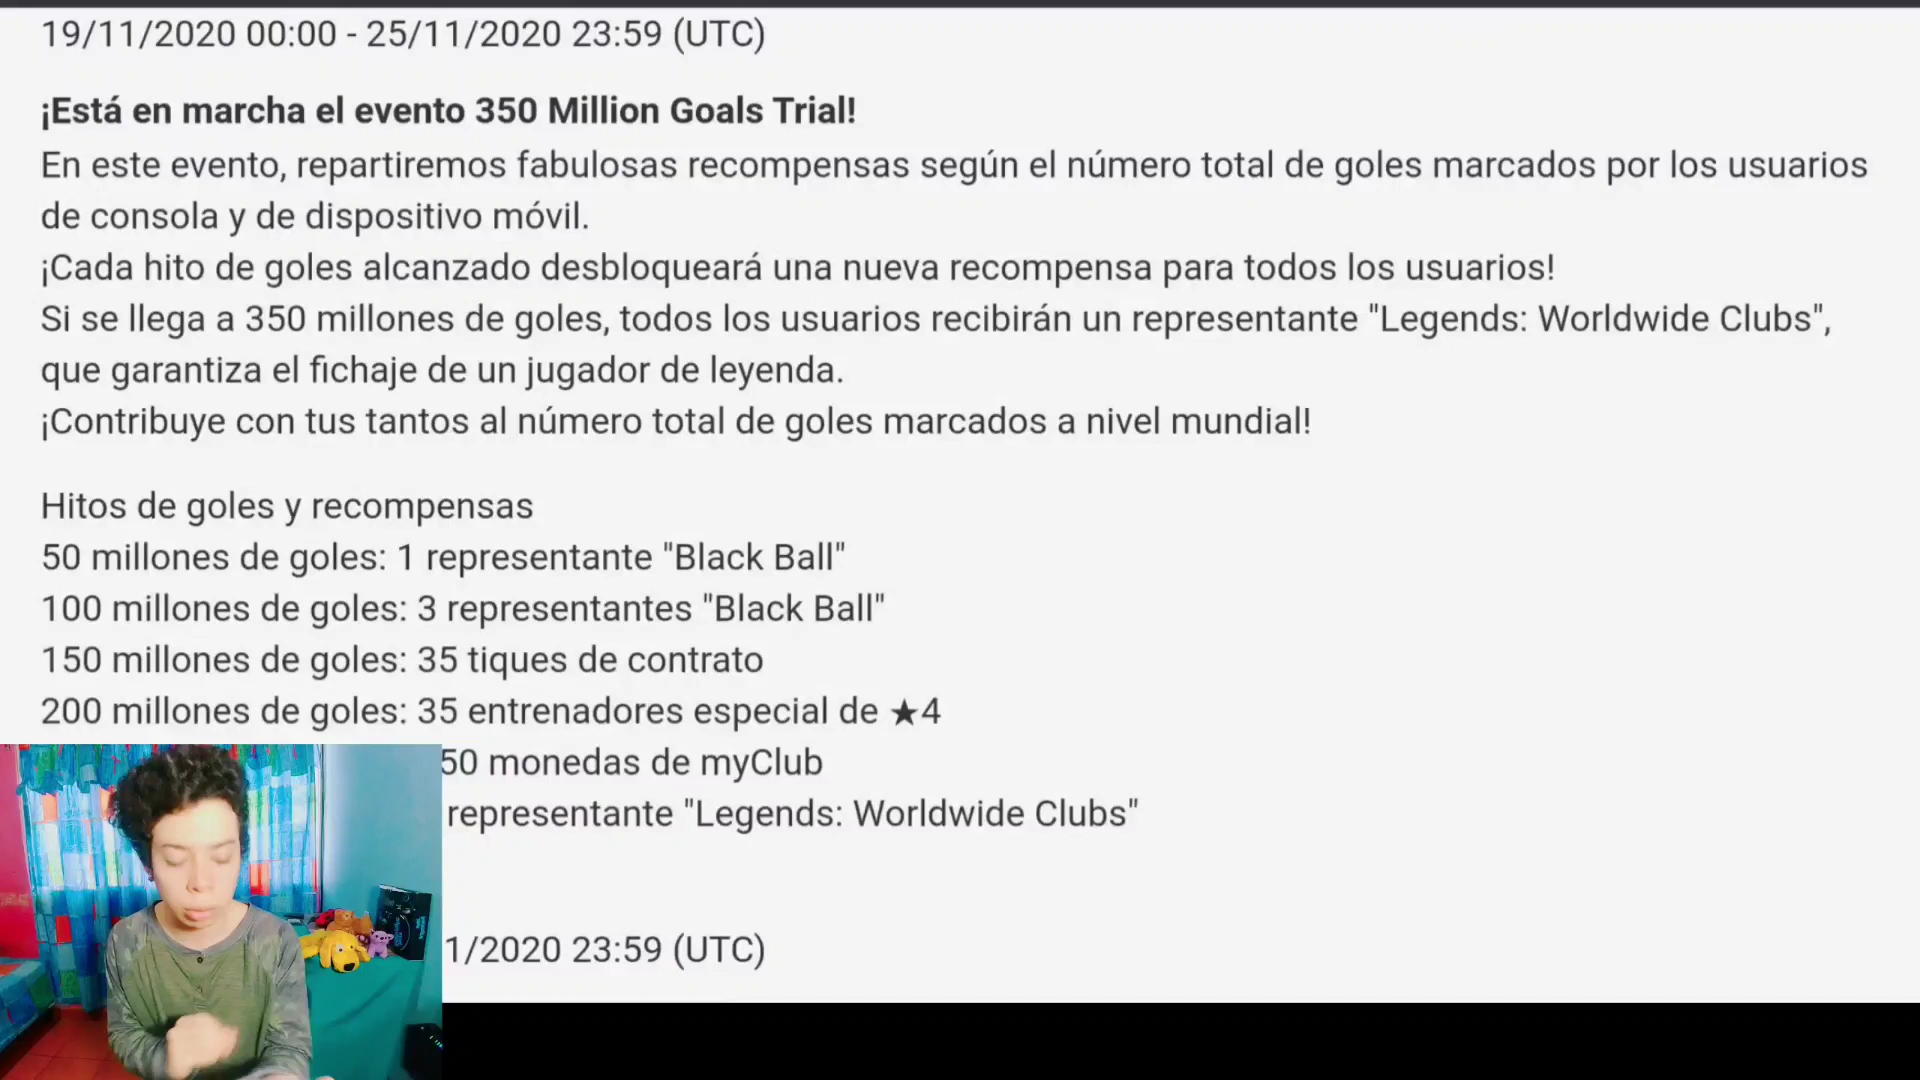 19/11/2020 00:00 - 25/11/2020 23:59 (UTC)
¡Está en marcha el evento 350 Million Goals Trial!
En este evento, repartiremos fabulosas recompensas según el número total de goles marcados por los usuarios
de consola y de dispositivo móvil.
¡Cada hito de goles alcanzado desbloqueará una nueva recompensa para todos los usuarios!
Si se llega a 350 millones de goles, todos los usuarios recibirán un representante "Legends: Worldwide Clubs",
que garantiza el fichaje de un jugador de leyenda.
¡Contribuye con tus tantos al número total de goles marcados a nivel mundial!
Hitos de goles y recompensas
50 millones de goles: 1 representante "Black Ball"
100 millones de goles: 3 representantes "Black Ball"
150 millones de goles: 35 tiques de contrato
200 millones de goles: 35 entrenadores especial de ★4
50 monedas de myClub
representante "Legends: Worldwide Clubs"
1/2020 23:59 (UTC)